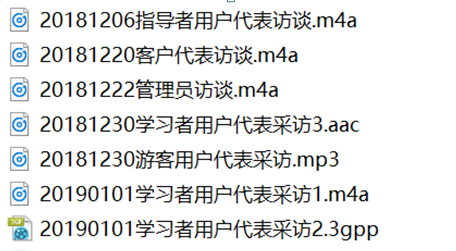 20181206指导者用户代表访谈.m4a
20181220客户代表访谈.m4a
20181222管理员访谈.m4a
20181230学习者用户代表采访3.aac
20181230游客用户代表采访.mp3
20190101学习者用户代表采访1.m4a
20190101学习者用户代表采访2.3gpp